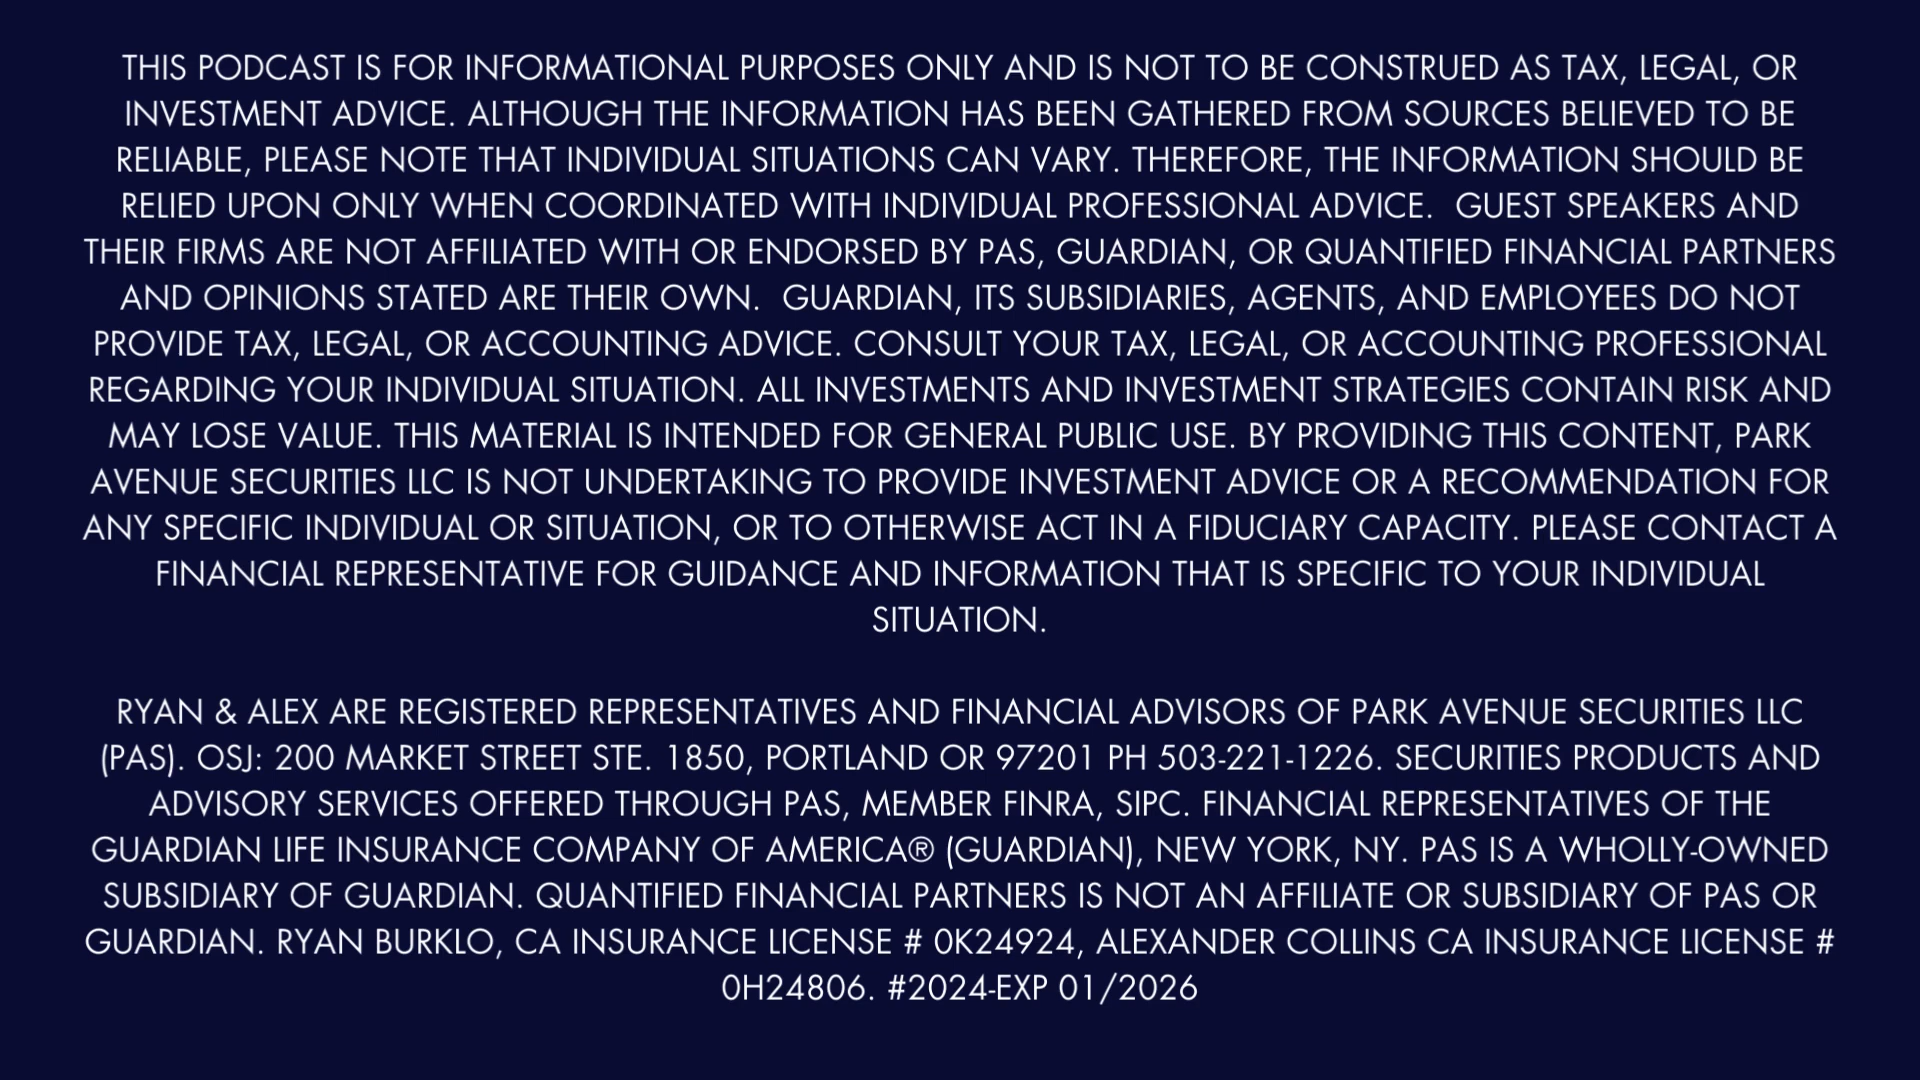 THIS PODCAST IS FOR INFORMATIONAL PURPOSES ONLY AND IS NOT TO BE CONSTRUED AS TAX, LEGAL, OR
INVESTMENT ADVICE. ALTHOUGH THE INFORMATION HAS BEEN GATHERED FROM SOURCES BELIEVED TO BE
RELIABLE, PLEASE NOTE THAT INDIVIDUAL SITUATIONS CAN VARY. THEREFORE, THE INFORMATION SHOULD BE
RELIED UPON ONLY WHEN COORDINATED WITH INDIVIDUAL PROFESSIONAL ADVICE.  GUEST SPEAKERS AND
THEIR FIRMS ARE NOT AFFILIATED WITH OR ENDORSED BY PAS, GUARDIAN, OR QUANTIFIED FINANCIAL PARTNERS
AND OPINIONS STATED ARE THEIR OWN.  GUARDIAN, ITS SUBSIDIARIES, AGENTS, AND EMPLOYEES DO NOT
PROVIDE TAX, LEGAL, OR ACCOUNTING ADVICE. CONSULT YOUR TAX, LEGAL, OR ACCOUNTING PROFESSIONAL
REGARDING YOUR INDIVIDUAL SITUATION. ALL INVESTMENTS AND INVESTMENT STRATEGIES CONTAIN RISK AND
MAY LOSE VALUE. THIS MATERIAL IS INTENDED FOR GENERAL PUBLIC USE. BY PROVIDING THIS CONTENT, PARK
AVENUE SECURITIES LLC IS NOT UNDERTAKING TO PROVIDE INVESTMENT ADVICE OR A RECOMMENDATION FOR
ANY SPECIFIC INDIVIDUAL OR SITUATION, OR TO OTHERWISE ACT IN A FIDUCIARY CAPACITY. PLEASE CONTACT A
FINANCIAL REPRESENTATIVE FOR GUIDANCE AND INFORMATION THAT IS SPECIFIC TO YOUR INDIVIDUAL
SITUATION.
RYAN & ALEX ARE REGISTERED REPRESENTATIVES AND FINANCIAL ADVISORS OF PARK AVENUE SECURITIES LLC
(PAS). OSJ: 200 MARKET STREET STE. 1850, PORTLAND OR 97201 PH 503-221-1226. SECURITIES PRODUCTS AND
ADVISORY SERVICES OFFERED THROUGH PAS, MEMBER FINRA, SIPC. FINANCIAL REPRESENTATIVES OF THE
GUARDIAN LIFE INSURANCE COMPANY OF AMERICA® (GUARDIAN), NEW YORK, NY. PAS IS A WHOLLY-OWNED
SUBSIDIARY OF GUARDIAN. QUANTIFIED FINANCIAL PARTNERS IS NOT AN AFFILIATE OR SUBSIDIARY OF PAS OR
GUARDIAN. RYAN BURKLO, CA INSURANCE LICENSE # 0K24924, ALEXANDER COLLINS CA INSURANCE LICENSE #
0H24806. #2024-EXP 01/2026